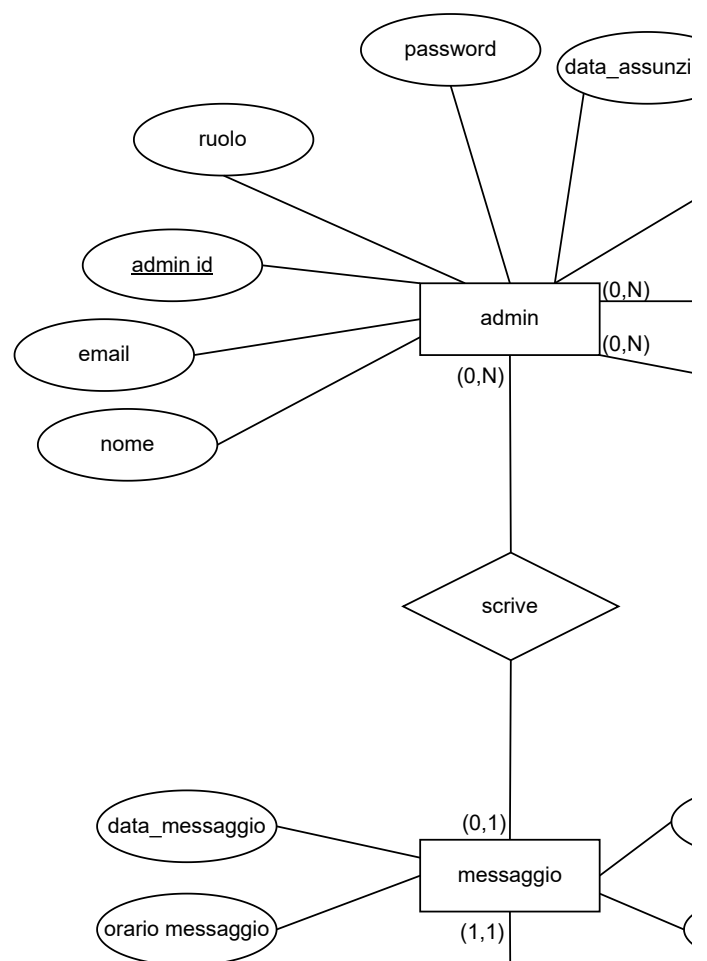 password
data_assunzi
ruolo
admin id
(0,N)
admin
(0,N)
email
(0,N)
nome
scrive
(0,1)
data_messaggio
messaggio
orario messaggio
(1,1)